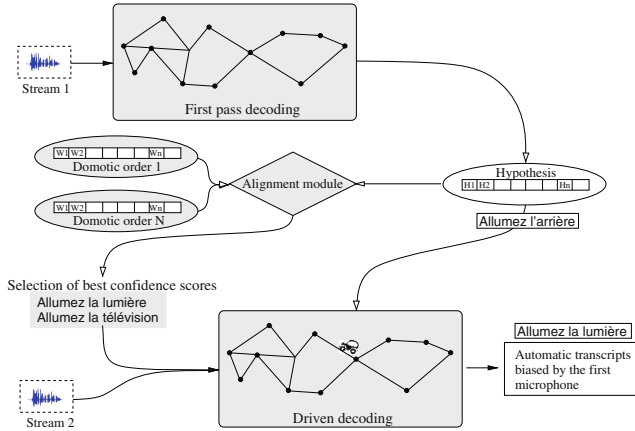 Stream 1
First pass decoding
W1 W2 Wn
Domotic order 1
Alignment module
Hypothesis
H1 H2 Hn
W1 W2 Wn
Domotic order N
Allumez l'arrière
Selection of best confidence scores
Allumez la lumière
Allumez la télévision
Allumez la lumière
Automatic transcripts
biased by the first
microphone
Stream 2
Driven decoding